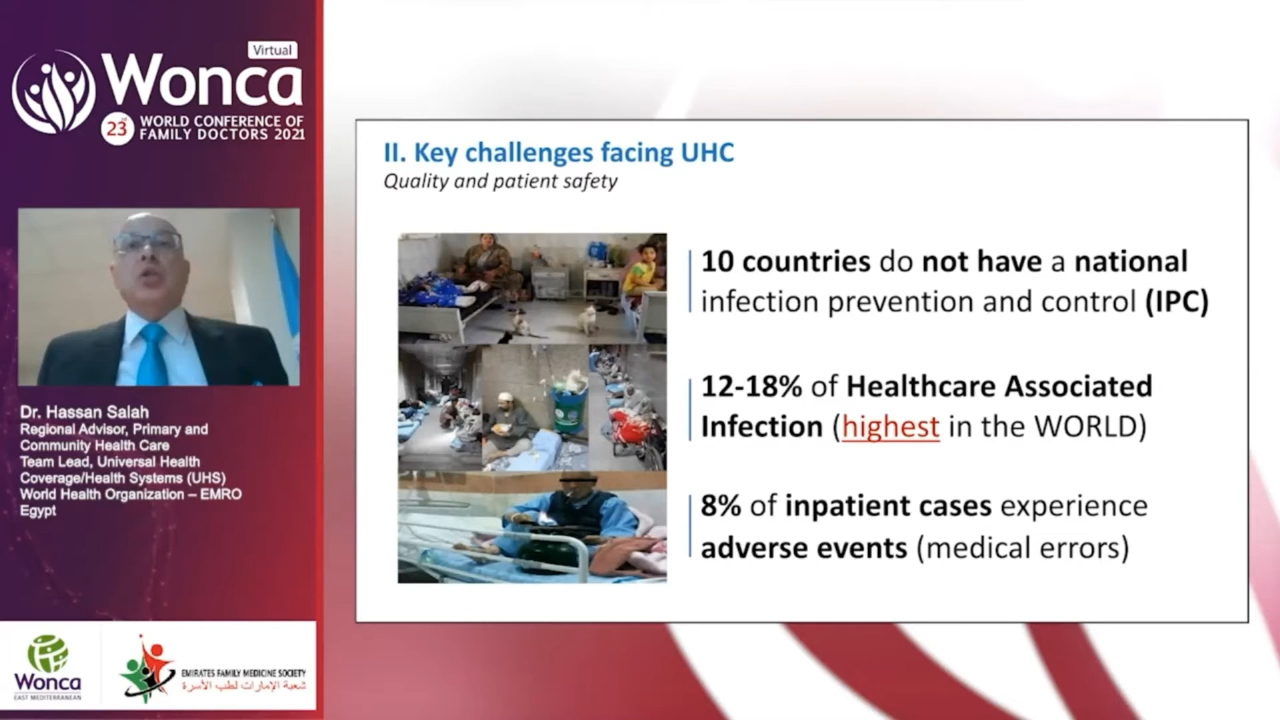 Virtual
Wonca
23rd WORLD CONFERENCE OF
FAMILY DOCTORS 2021
Dr. Hassan Salah
Regional Advisor, Primary and
Community Health Care
Team Lead, Universal Health
Coverage/Health Systems (UHS)
World Health Organization – EMRO
Egypt
Wonca
EAST MEDITERRANEAN
EMIRATES FAMILY MEDICINE SOCIETY
شعبة الإمارات لطب الأسرة
II. Key challenges facing UHC
Quality and patient safety
10 countries do not have a national
infection prevention and control (IPC)
12-18% of Healthcare Associated
Infection (highest in the WORLD)
8% of inpatient cases experience
adverse events (medical errors)